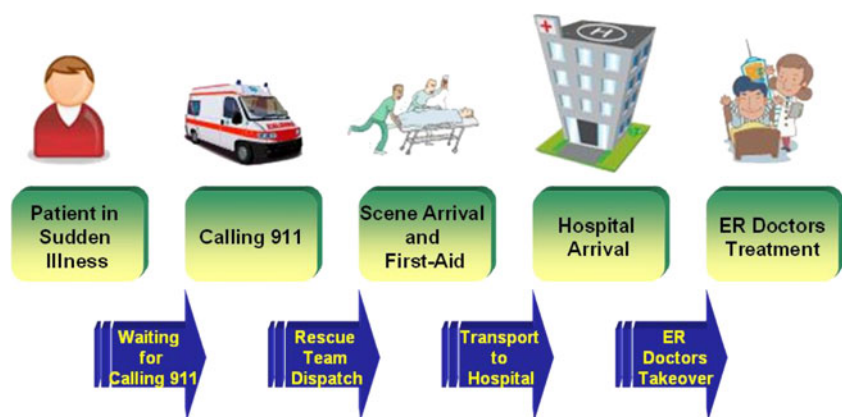 H
Patient in
Sudden
Illness
Calling 911
Scene Arrival
and
First-Aid
Hospital
Arrival
ER Doctors
Treatment
Waiting
for
Calling 911
Rescue
Team
Dispatch
Transport
to
Hospital
ER
Doctors
Takeover